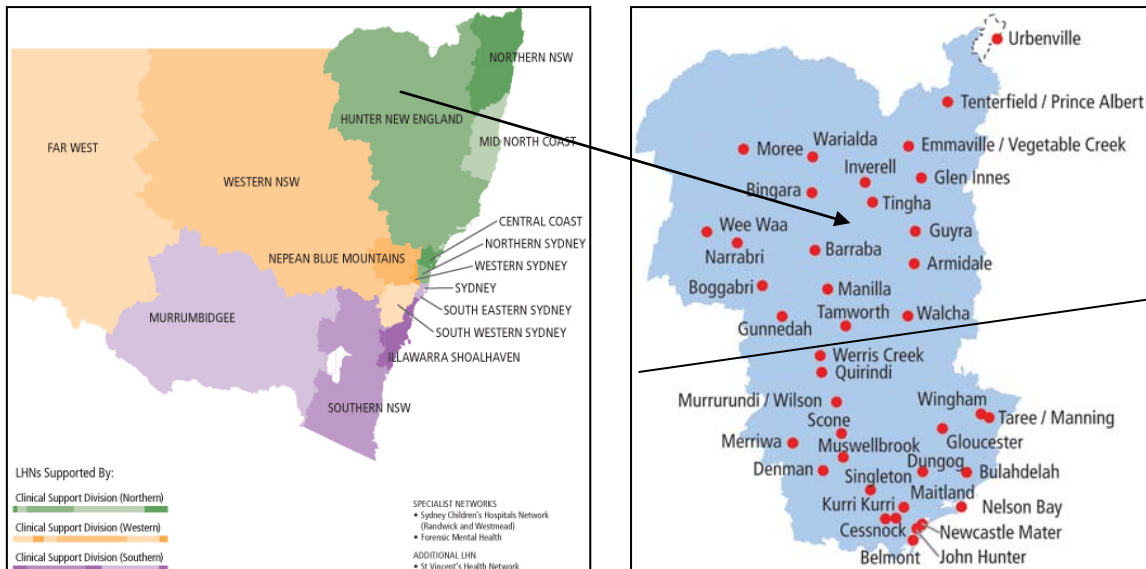 NORTHERN NSW
HUNTER NEW ENGLAND
MID NORTH COAST
FAR WEST
WESTERN NSW
CENTRAL COAST
NORTHERN SYDNEY
NEPEAN BLUE MOUNTAINS
WESTERN SYDNEY
SYDNEY
SOUTH EASTERN SYDNEY
MURRUMBIDGEE
SOUTH WESTERN SYDNEY
ILLAWARRA SHOALHAVEN
SOUTHERN NSW
LHNs Supported By:
Clinical Support Division (Northern)
Clinical Support Division (Western)
Clinical Support Division (Southern)
SPECIALIST NETWORKS
• Sydney Children's Hospitals Network
(Randwick and Westmead)
• Forensic Mental Health
ADDITIONAL LHN
• St Vincent's Health Network
Urbenville
Tenterfield / Prince Albert
Warialda
Emmaville / Vegetable Creek
Moree
Inverell
Glen Innes
Bingara
Tingha
Wee Waa
Guyra
Narrabri
Barraba
Armidale
Boggabri
Manilla
Tamworth
Walcha
Gunnedah
Werris Creek
Quirindi
Murrurundi / Wilson
Wingham
Taree / Manning
Scone
Merriwa
Gloucester
Muswellbrook
Denman
Dungog
Bulahdelah
Singleton
Maitland
Kurri Kurri
Nelson Bay
Cessnock
Newcastle Mater
John Hunter
Belmont